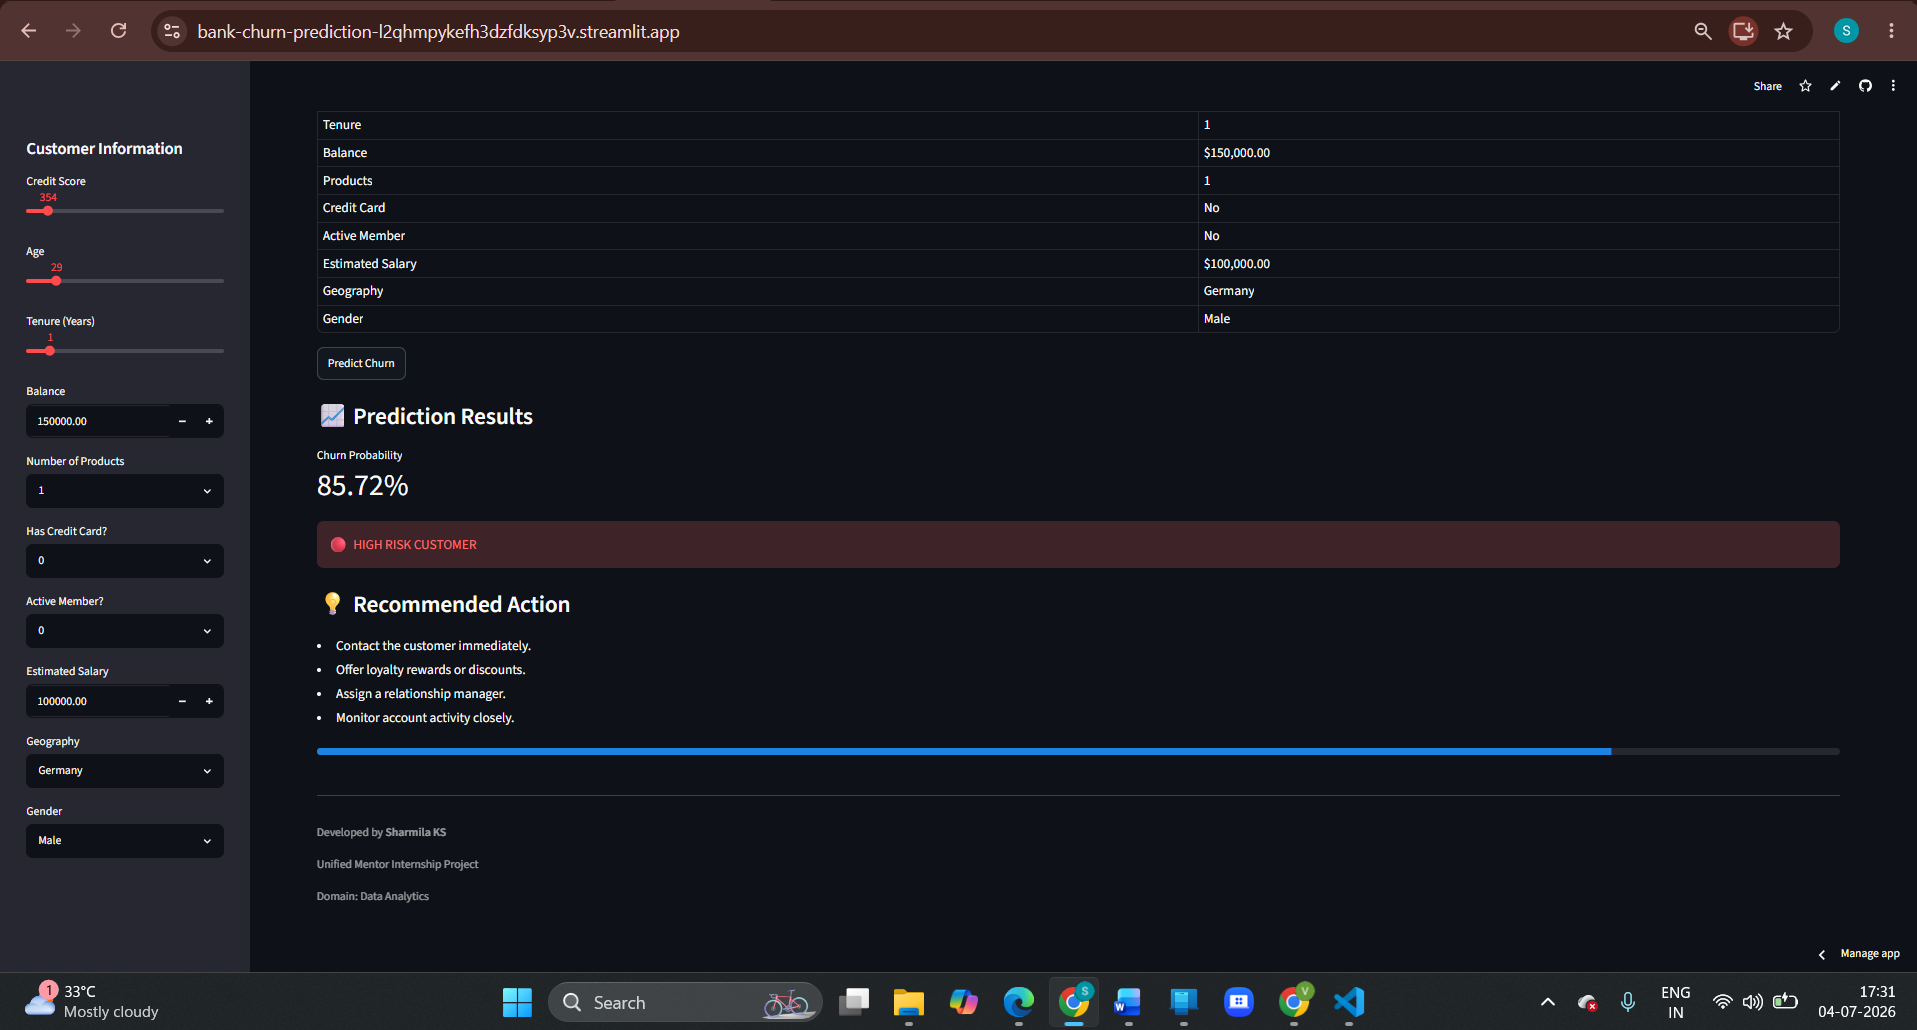 bank-churn-prediction-l2qhmpykefh3dzfdksyp3v.streamlit.app
S
Share
Customer Information
Credit Score
354
Age
29
Tenure (Years)
1
Balance
150000.00
Number of Products
1
Has Credit Card?
0
Active Member?
0
Estimated Salary
100000.00
Geography
Germany
Gender
Male
Tenure 1
Balance $150,000.00
Products 1
Credit Card No
Active Member No
Estimated Salary $100,000.00
Geography Germany
Gender Male
Predict Churn
Prediction Results
Churn Probability
85.72%
HIGH RISK CUSTOMER
Recommended Action
Contact the customer immediately.
Offer loyalty rewards or discounts.
Assign a relationship manager.
Monitor account activity closely.
Developed by Sharmila KS
Unified Mentor Internship Project
Domain: Data Analytics
Manage app
1
33°C
Mostly cloudy
Search
S
W
V
ENG
IN
17:31
04-07-2026